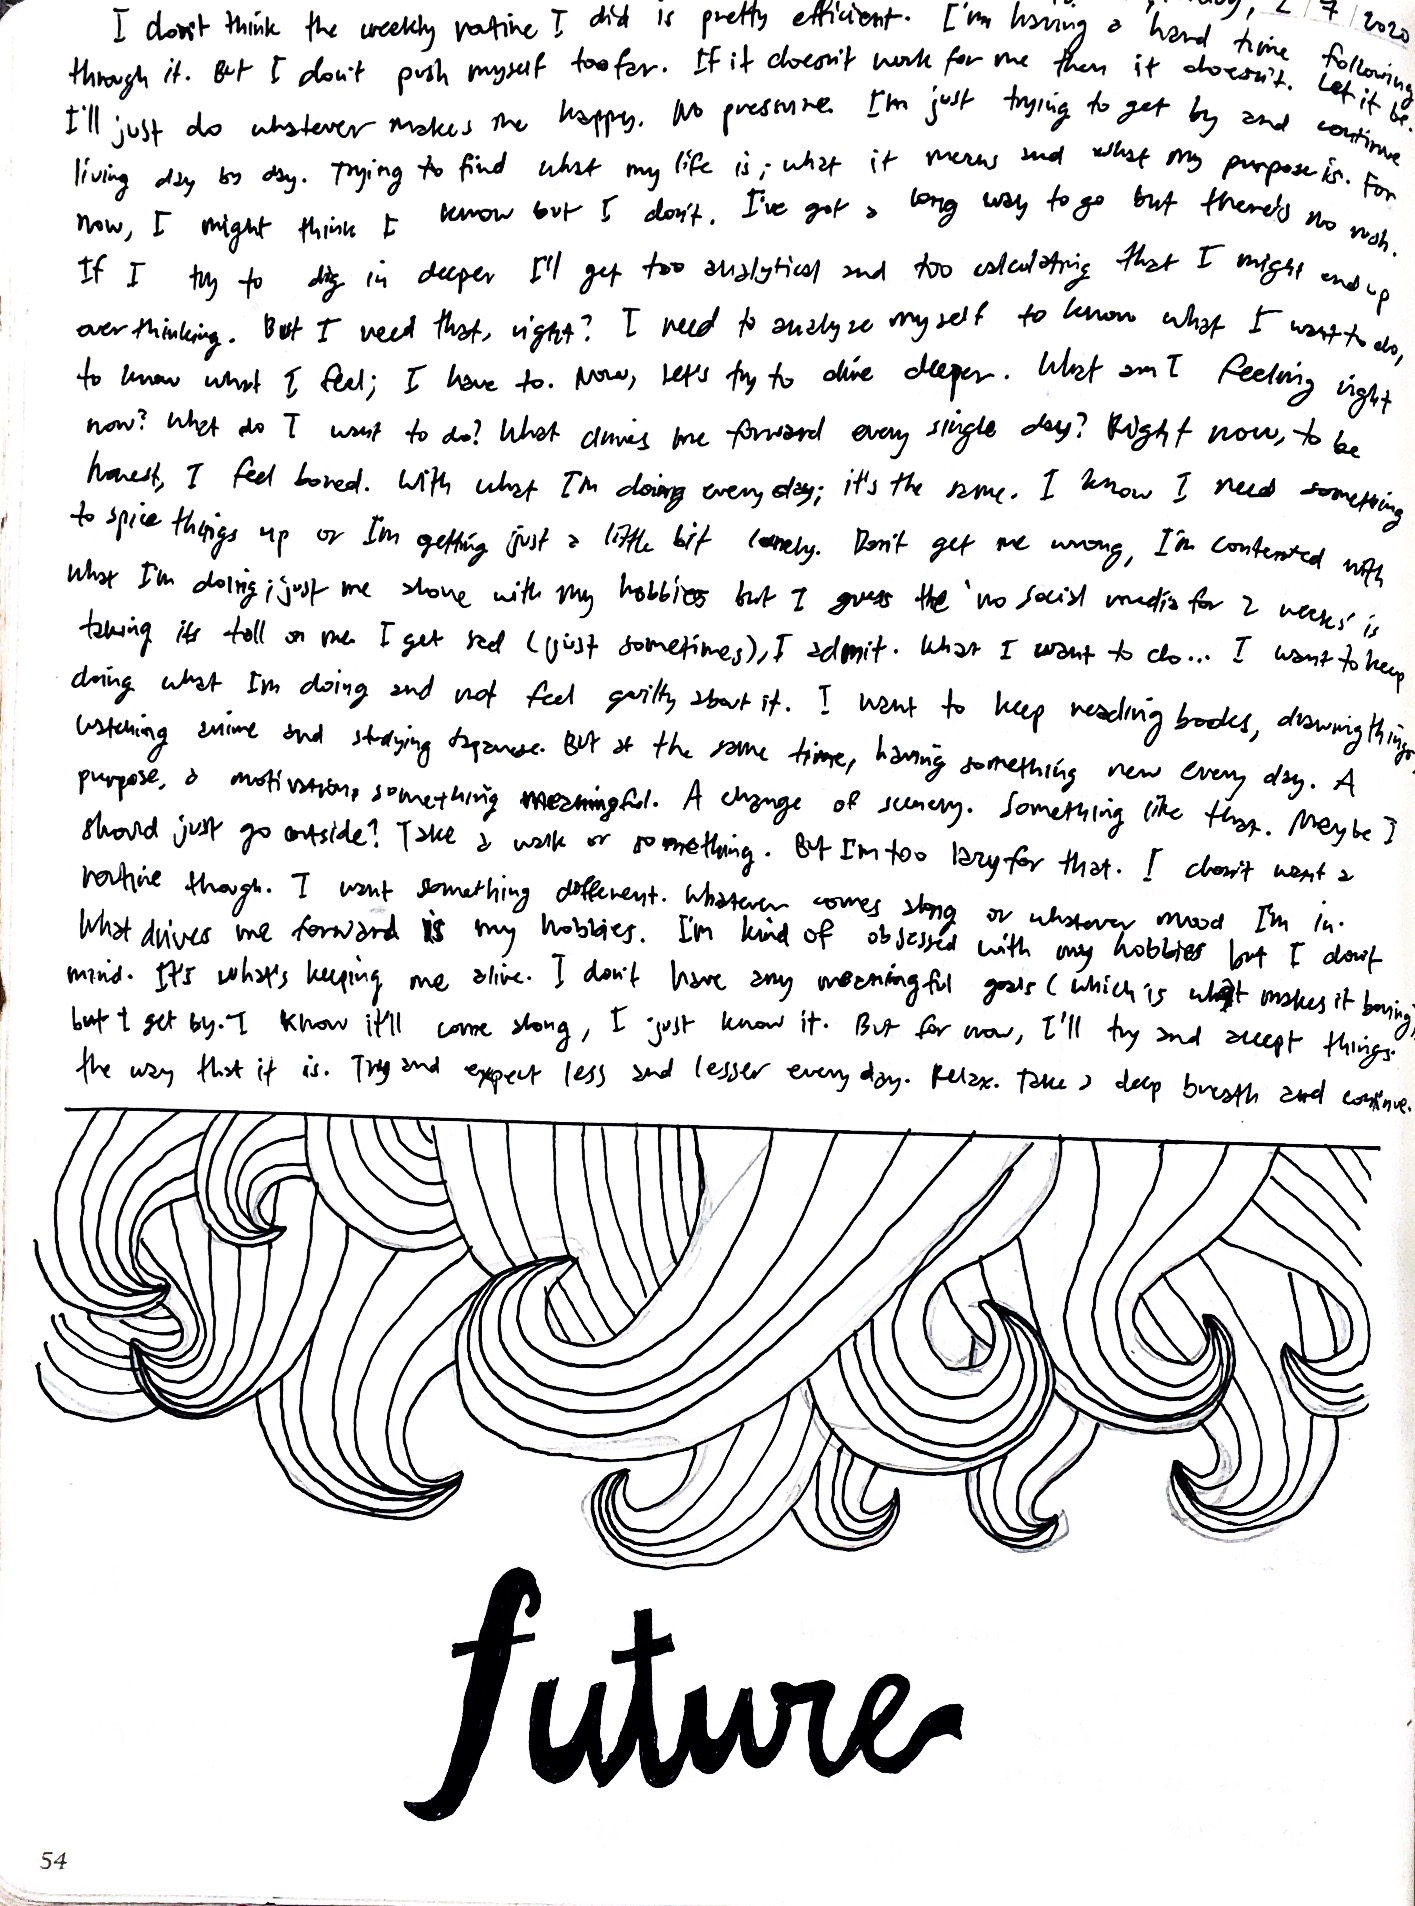 2/7/2020
I don't think the weekly routine I did is pretty efficient. I'm having a hard time following
through it. But I don't push myself too far. If it doesn't work for me then it doesn't. Let it be.
I'll just do whatever makes me happy. No pressure. I'm just trying to get by and continue
living day by day. Trying to find what my life is; what it means and what my purpose is. For
now, I might think I know but I don't. I've got a long way to go but there's no rush.
If I try to dig in deeper I'll get too analytical and too calculating that I might end up
overthinking. But I need that, right? I need to analyze myself to know what I want to do,
to know what I feel; I have to. Now, let's try to dive deeper. What am I feeling right
now? What do I want to do? What drives me forward every single day? Right now, to be
honest, I feel bored. With what I'm doing everyday; it's the same. I know I need something
to spice things up or I'm getting just a little bit lonely. Don't get me wrong, I'm contented with
what I'm doing; just me alone with my hobbies but I guess the 'no social media for 2 weeks' is
taking its toll on me. I get sad (just sometimes), I admit. What I want to do... I want to keep
doing what I'm doing and not feel guilty about it. I want to keep reading books, drawing things,
watching anime and studying Japanese. But at the same time, having something new every day. A
purpose, a motivation, something meaningful. A change of scenery. Something like that. Maybe I
should just go outside? Take a walk or something. But I'm too lazy for that. I don't want a
routine though. I want something different. Whatever comes along or whatever mood I'm in.
What drives me forward is my hobbies. I'm kind of obsessed with my hobbies but I don't
mind. It's what's keeping me alive. I don't have any meaningful goals (which is what makes it boring)
but I get by. I know it'll come along, I just know it. But for now, I'll try and accept things
the way that it is. Try and expect less and lesser everyday. Relax. Take a deep breath and continue.
future
54